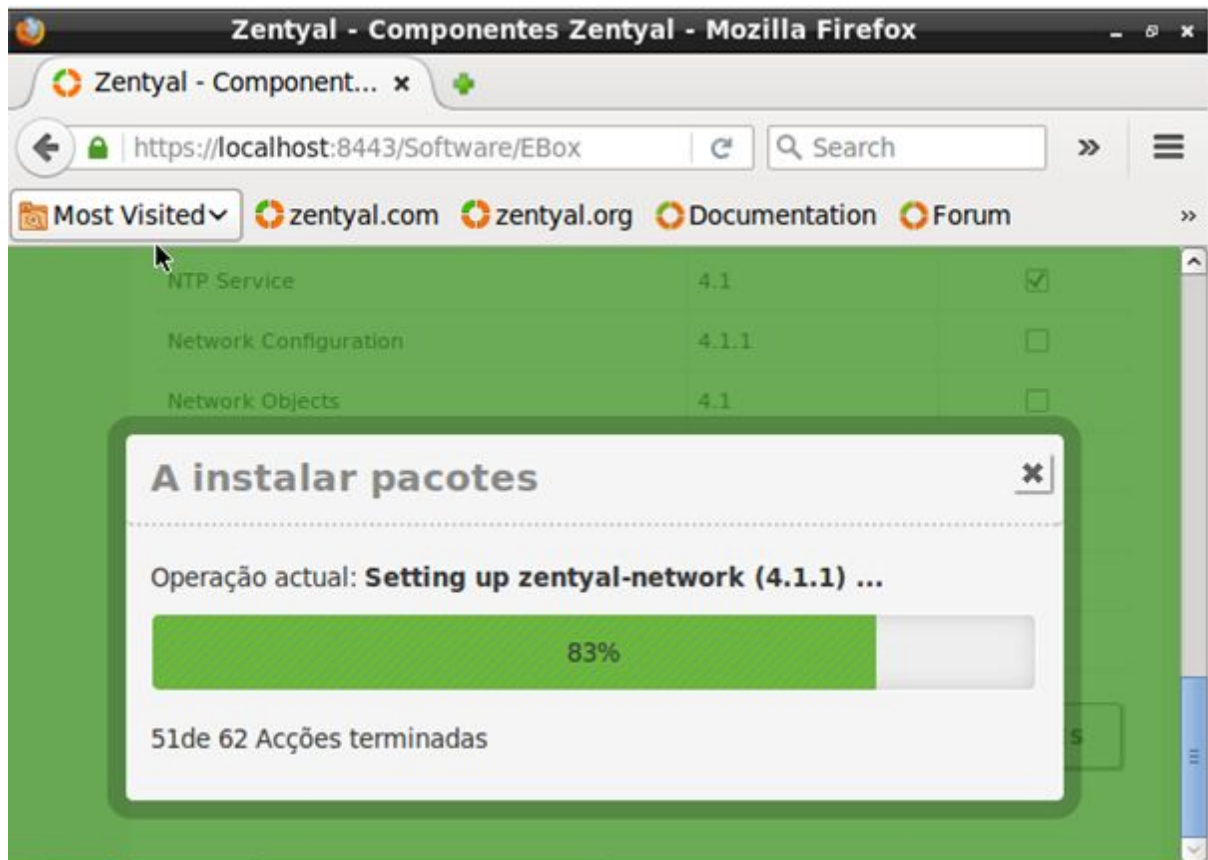 Zentyal - Componentes Zentyal - Mozilla Firefox
Zentyal - Component...
https://localhost:8443/Software/EBox
Search
Most Visited
zentyal.com
zentyal.org
Documentation
Forum
NTP Service 4.1
Network Configuration 4.1.1
Network Objects 4.1
A instalar pacotes
Operação actual: Setting up zentyal-network (4.1.1) ...
83%
51de 62 Acções terminadas
S